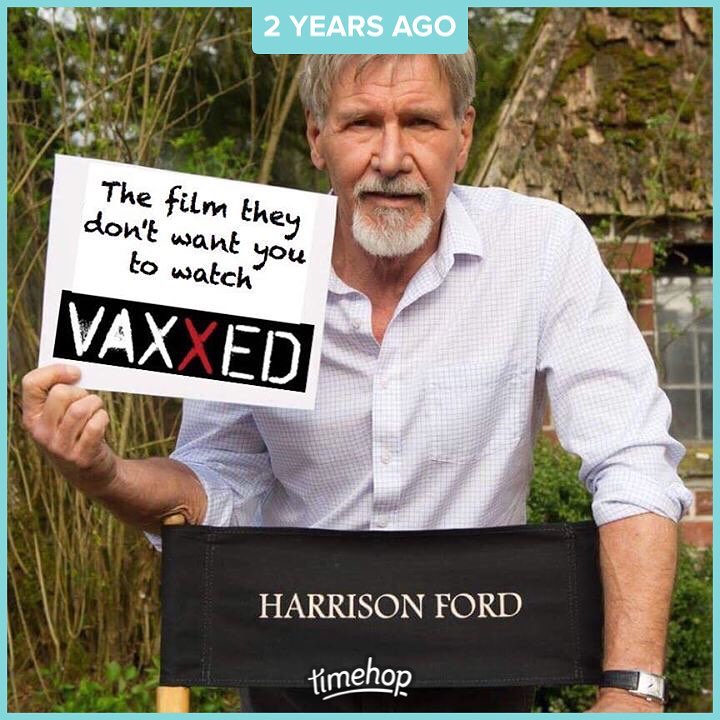 2 YEARS AGO
The film they
don't want you
to watch
VAXXED
HARRISON FORD
timehop